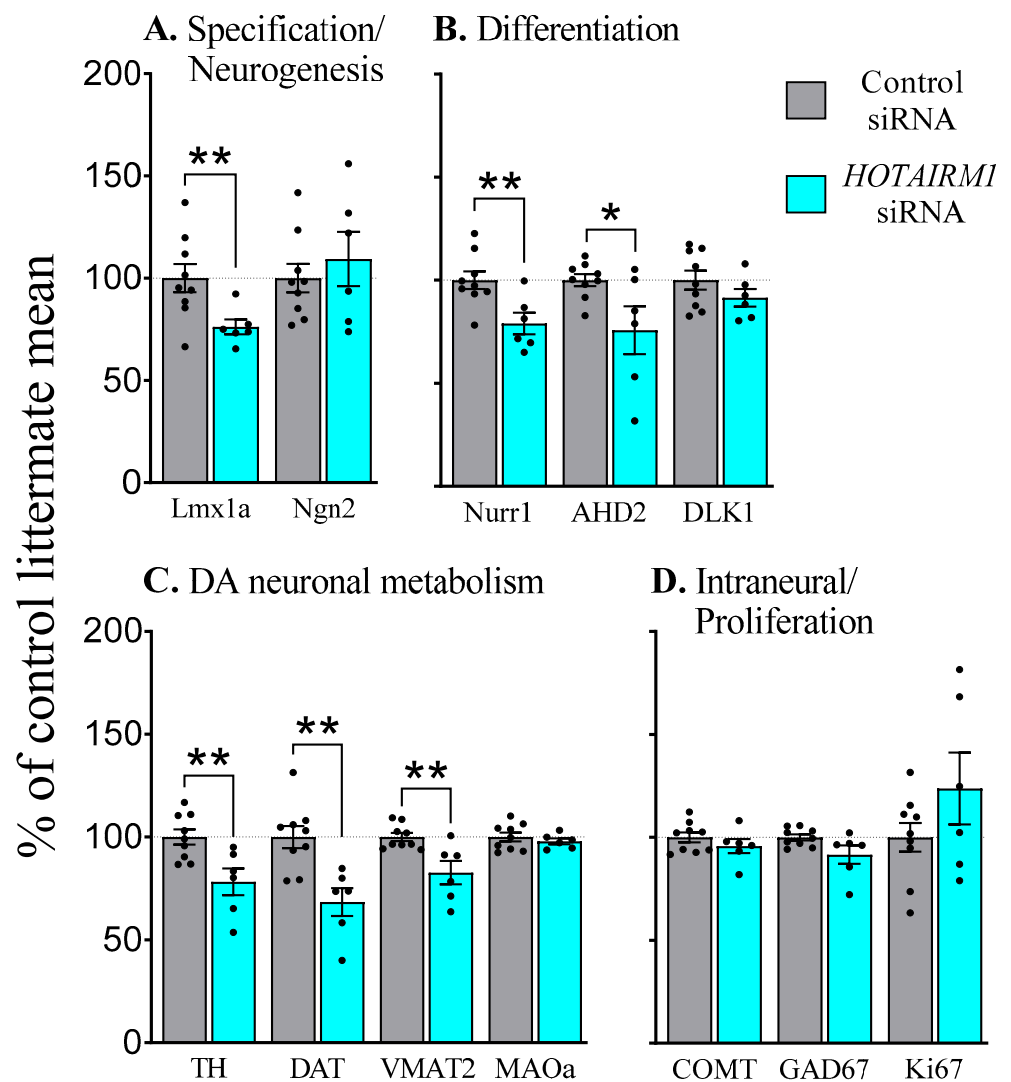 A. Specification/
Neurogenesis
B. Differentiation
Control
siRNA
HOTAIRM1
siRNA
% of control littermate mean
200
150
100
50
0
**
Lmx1a Ngn2
**
*
Nurr1 AHD2 DLK1
C. DA neuronal metabolism
D. Intraneural/
Proliferation
200
150
100
50
0
**
**
**
TH DAT VMAT2 MAOa
COMT GAD67 Ki67